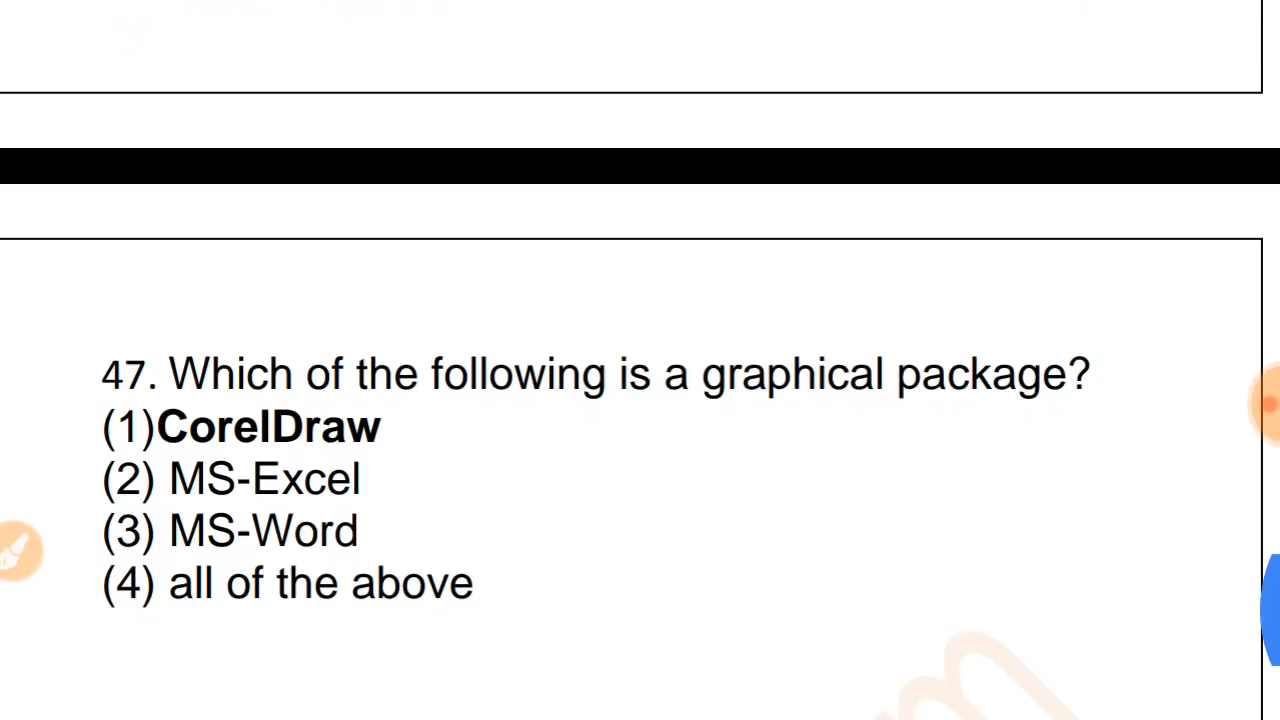 47. Which of the following is a graphical package?
(1)CorelDraw
(2) MS-Excel
(3) MS-Word
(4) all of the above